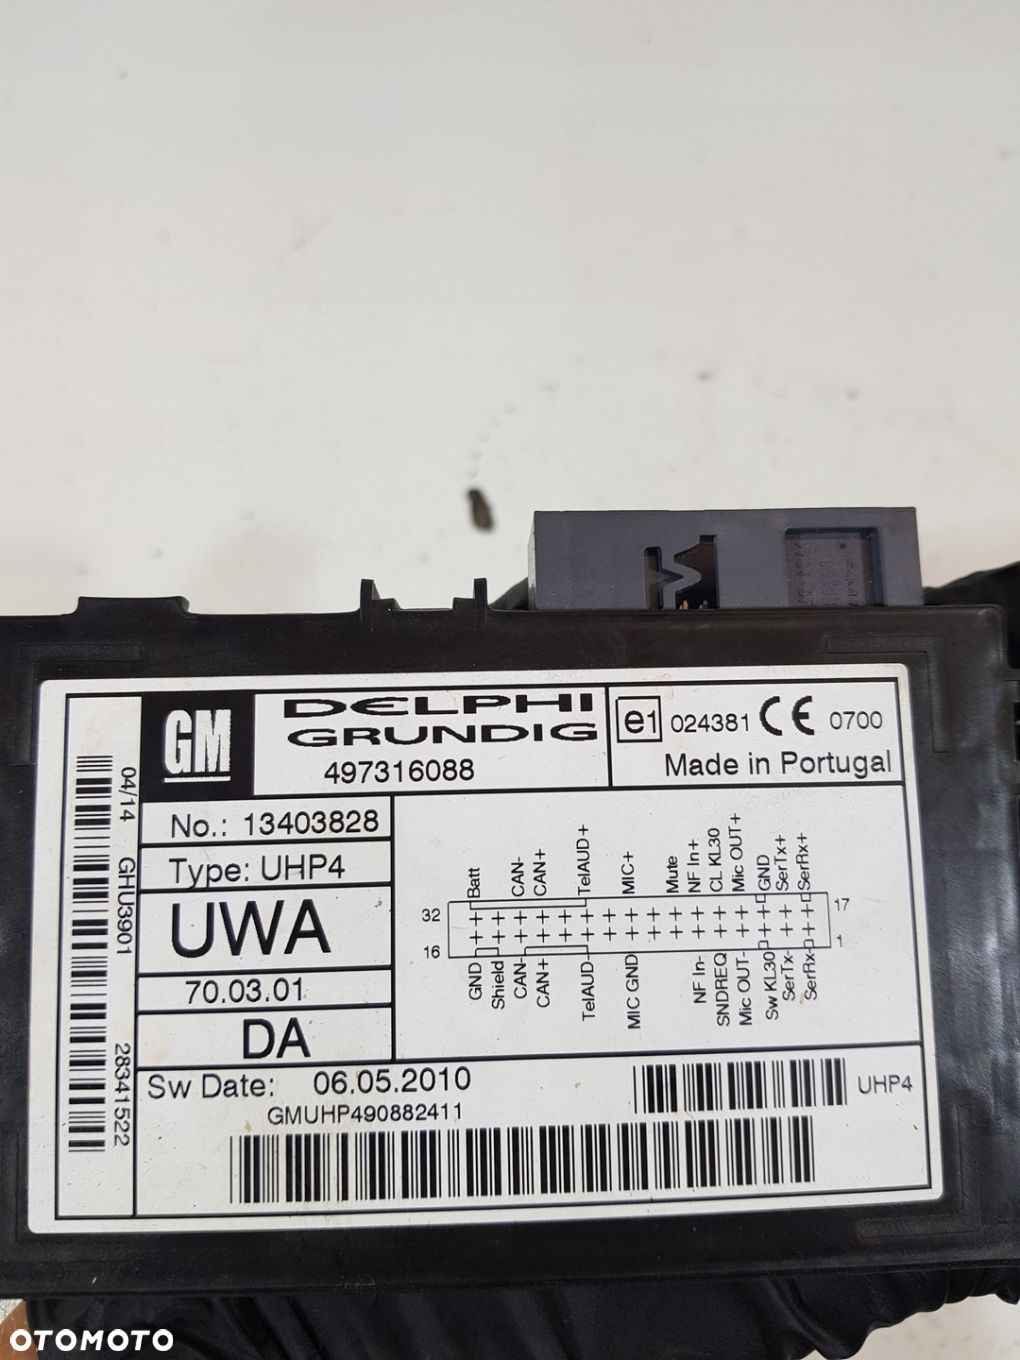 GM
DELPHI
GRUNDIG
497316088
e1 024381 CE 0700
Made in Portugal
04/14 GHU3901 28341522
No.: 13403828
Type: UHP4
UWA
70.03.01
DA
Batt CAN- CAN+ TelAUD+ MIC+ Mute NF In+ CL KL30 Mic OUT+ GND SerTx+ SerRx+
32 17
16 1
GND Shield CAN- CAN+ TelAUD- MIC GND NF In- SNDREQ Mic OUT- Sw KL30 SerTx- SerRx-
Sw Date: 06.05.2010
GMUHP490882411
UHP4
OTOMOTO